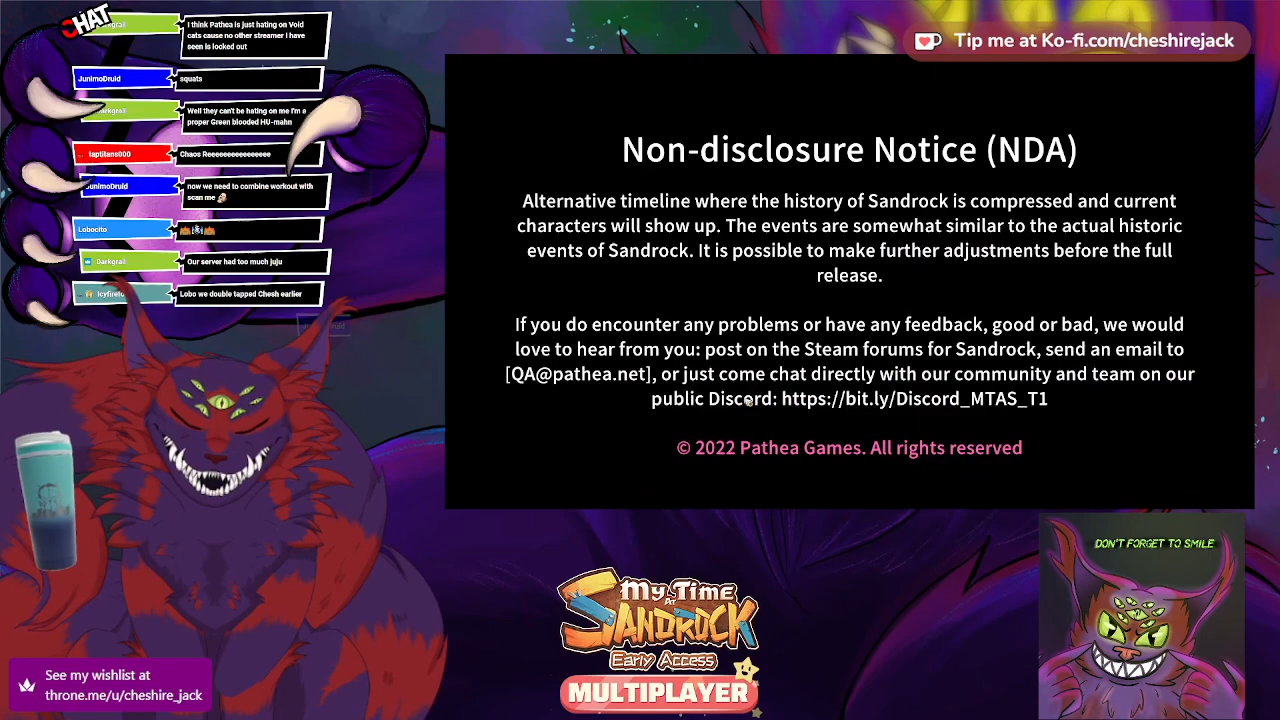 CHAT
I think Pathea is just hating on Void
cats cause no other streamer I have
seen is locked out
JunimoDruid
squats
Darkgrail
Well they can't be hating on me I'm a
proper Green blooded HU-mahn
taptitans000
Chaos Reeeeeeeeeeeeeeee
JunimoDruid
now we need to combine workout with
scan me
Lobocito
Darkgrail
Our server had too much juju
Lobo we double tapped Chesh earlier
Tip me at Ko-fi.com/cheshirejack
Non-disclosure Notice (NDA)
Alternative timeline where the history of Sandrock is compressed and current
characters will show up. The events are somewhat similar to the actual historic
events of Sandrock. It is possible to make further adjustments before the full
release.
If you do encounter any problems or have any feedback, good or bad, we would
love to hear from you: post on the Steam forums for Sandrock, send an email to
[QA@pathea.net], or just come chat directly with our community and team on our
public Discord: https://bit.ly/Discord_MTAS_T1
© 2022 Pathea Games. All rights reserved
DON'T FORGET TO SMILE
My Time
AT
SANDROCK
Early Access
MULTIPLAYER
See my wishlist at
throne.me/u/cheshire_jack